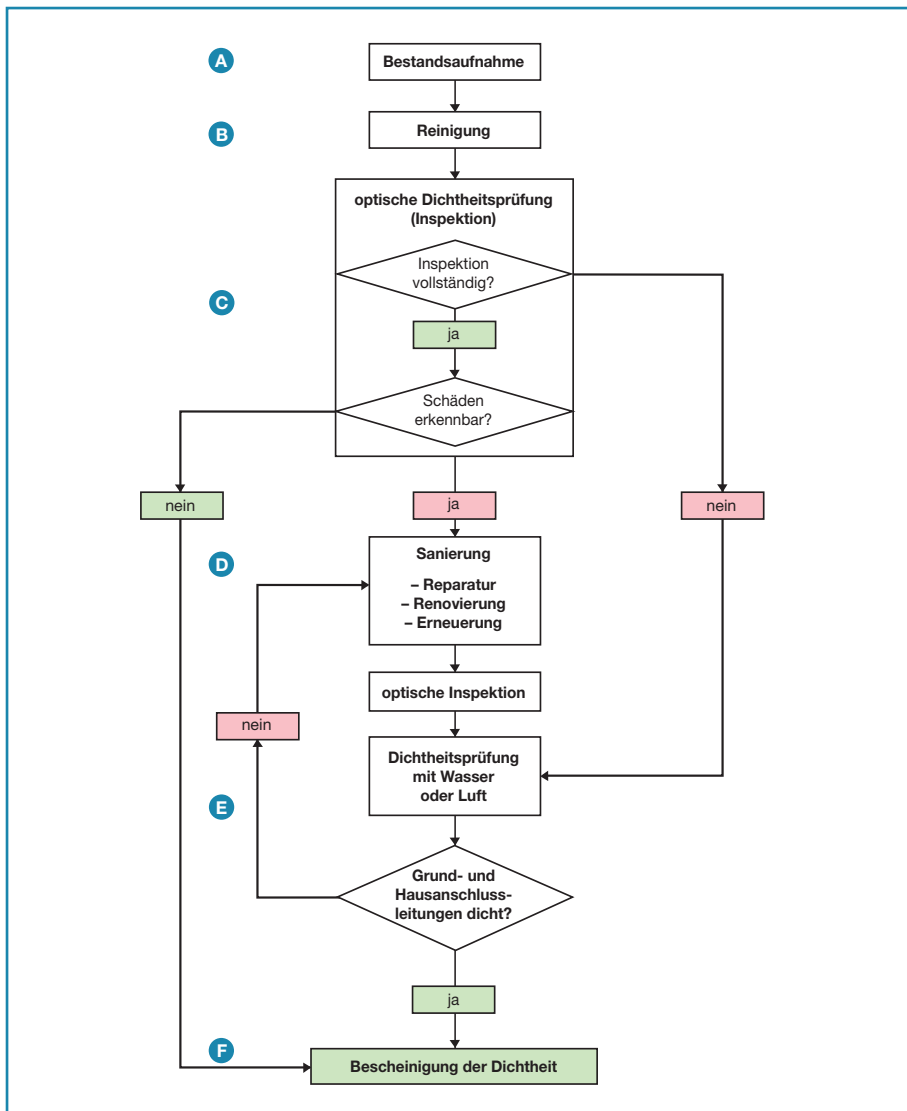 A
Bestandsaufnahme
B
Reinigung
optische Dichtheitsprüfung
(Inspektion)
Inspektion
vollständig?
C
ja
Schäden
erkennbar?
nein
ja
nein
D
Sanierung
– Reparatur
– Renovierung
– Erneuerung
optische Inspektion
nein
Dichtheitsprüfung
mit Wasser
oder Luft
E
Grund- und
Hausanschluss-
leitungen dicht?
ja
F
Bescheinigung der Dichtheit